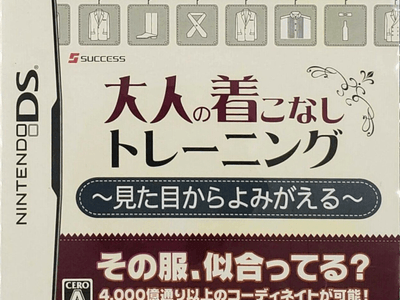 SUCCESS
大人の着こなし
トレーニング
～見た目からよみがえる～
NINTENDO DS
その服、似合ってる?
CERO
A
4,000億通り以上のコーディネイトが可能!